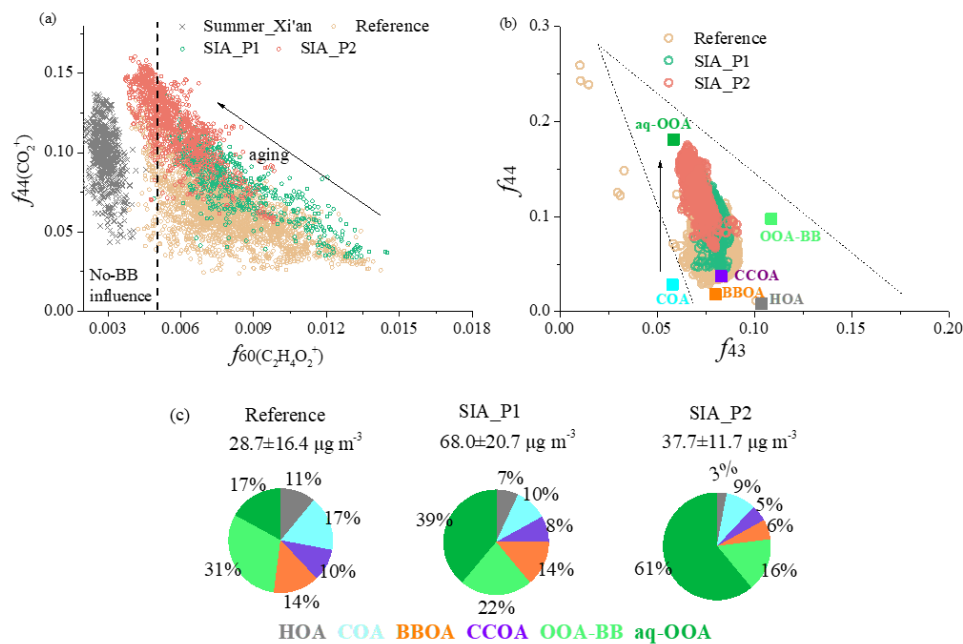 (a)
× Summer_Xi'an Reference
SIA_P1 SIA_P2
0.15
0.10
0.05
0.00
f44(CO₂⁺)
aging
No-BB
influence
0.003 0.006 0.009 0.012 0.015 0.018
f60(C₂H₄O₂⁺)
(b)
0.4
0.3
0.2
0.1
0.0
f44
Reference
SIA_P1
SIA_P2
aq-OOA
OOA-BB
CCOA
COA
BBOA
HOA
0.00 0.05 0.10 0.15 0.20
f43
(c)
Reference
28.7±16.4 µg m⁻³
17% 11%
17%
31%
10%
14%
SIA_P1
68.0±20.7 µg m⁻³
7%
10%
39%
8%
14%
22%
SIA_P2
37.7±11.7 µg m⁻³
3%
9%
5%
6%
61% 16%
HOA COA BBOA CCOA OOA-BB aq-OOA